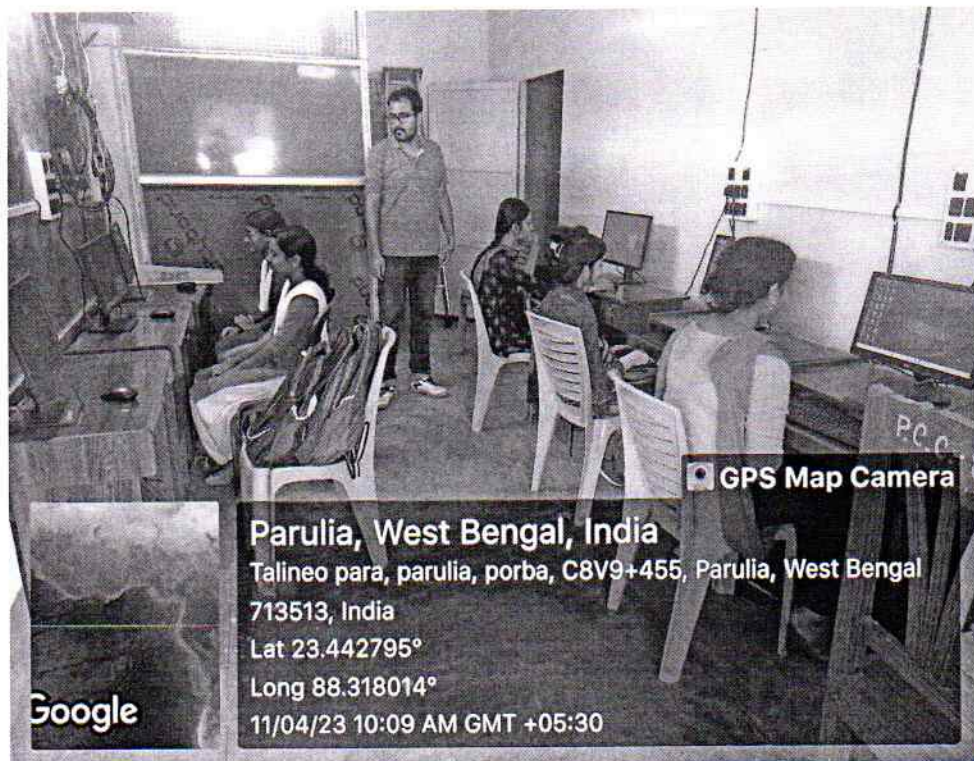 P.C.C
GPS Map Camera
Parulia, West Bengal, India
Talineo para, parulia, porba, C8V9+455, Parulia, West Bengal
713513, India
Lat 23.442795°
Long 88.318014°
11/04/23 10:09 AM GMT +05:30
Google